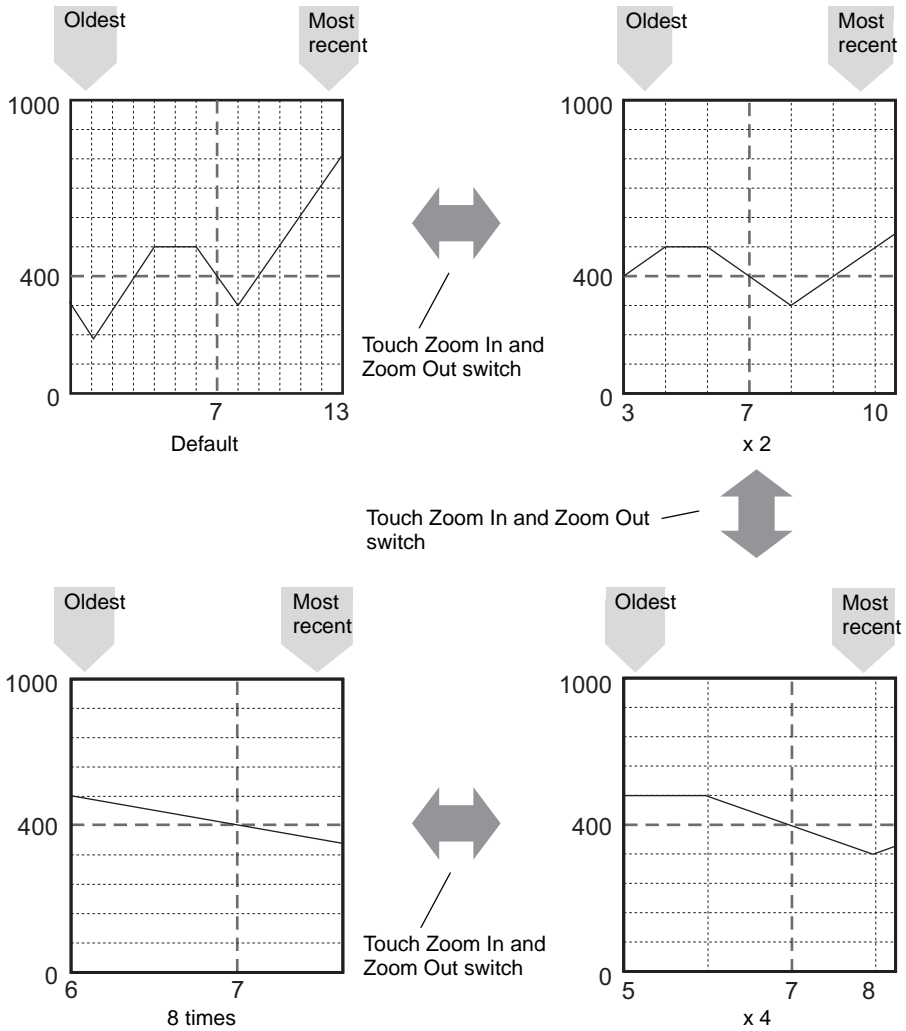 Oldest
Most
recent
1000
400
0
7
13
Default
Touch Zoom In and
Zoom Out switch
Oldest
Most
recent
1000
400
0
3
7
10
x 2
Touch Zoom In and Zoom Out
switch
Oldest
Most
recent
1000
400
0
6
7
8 times
Touch Zoom In and
Zoom Out switch
Oldest
Most
recent
1000
400
0
5
7
8
x 4